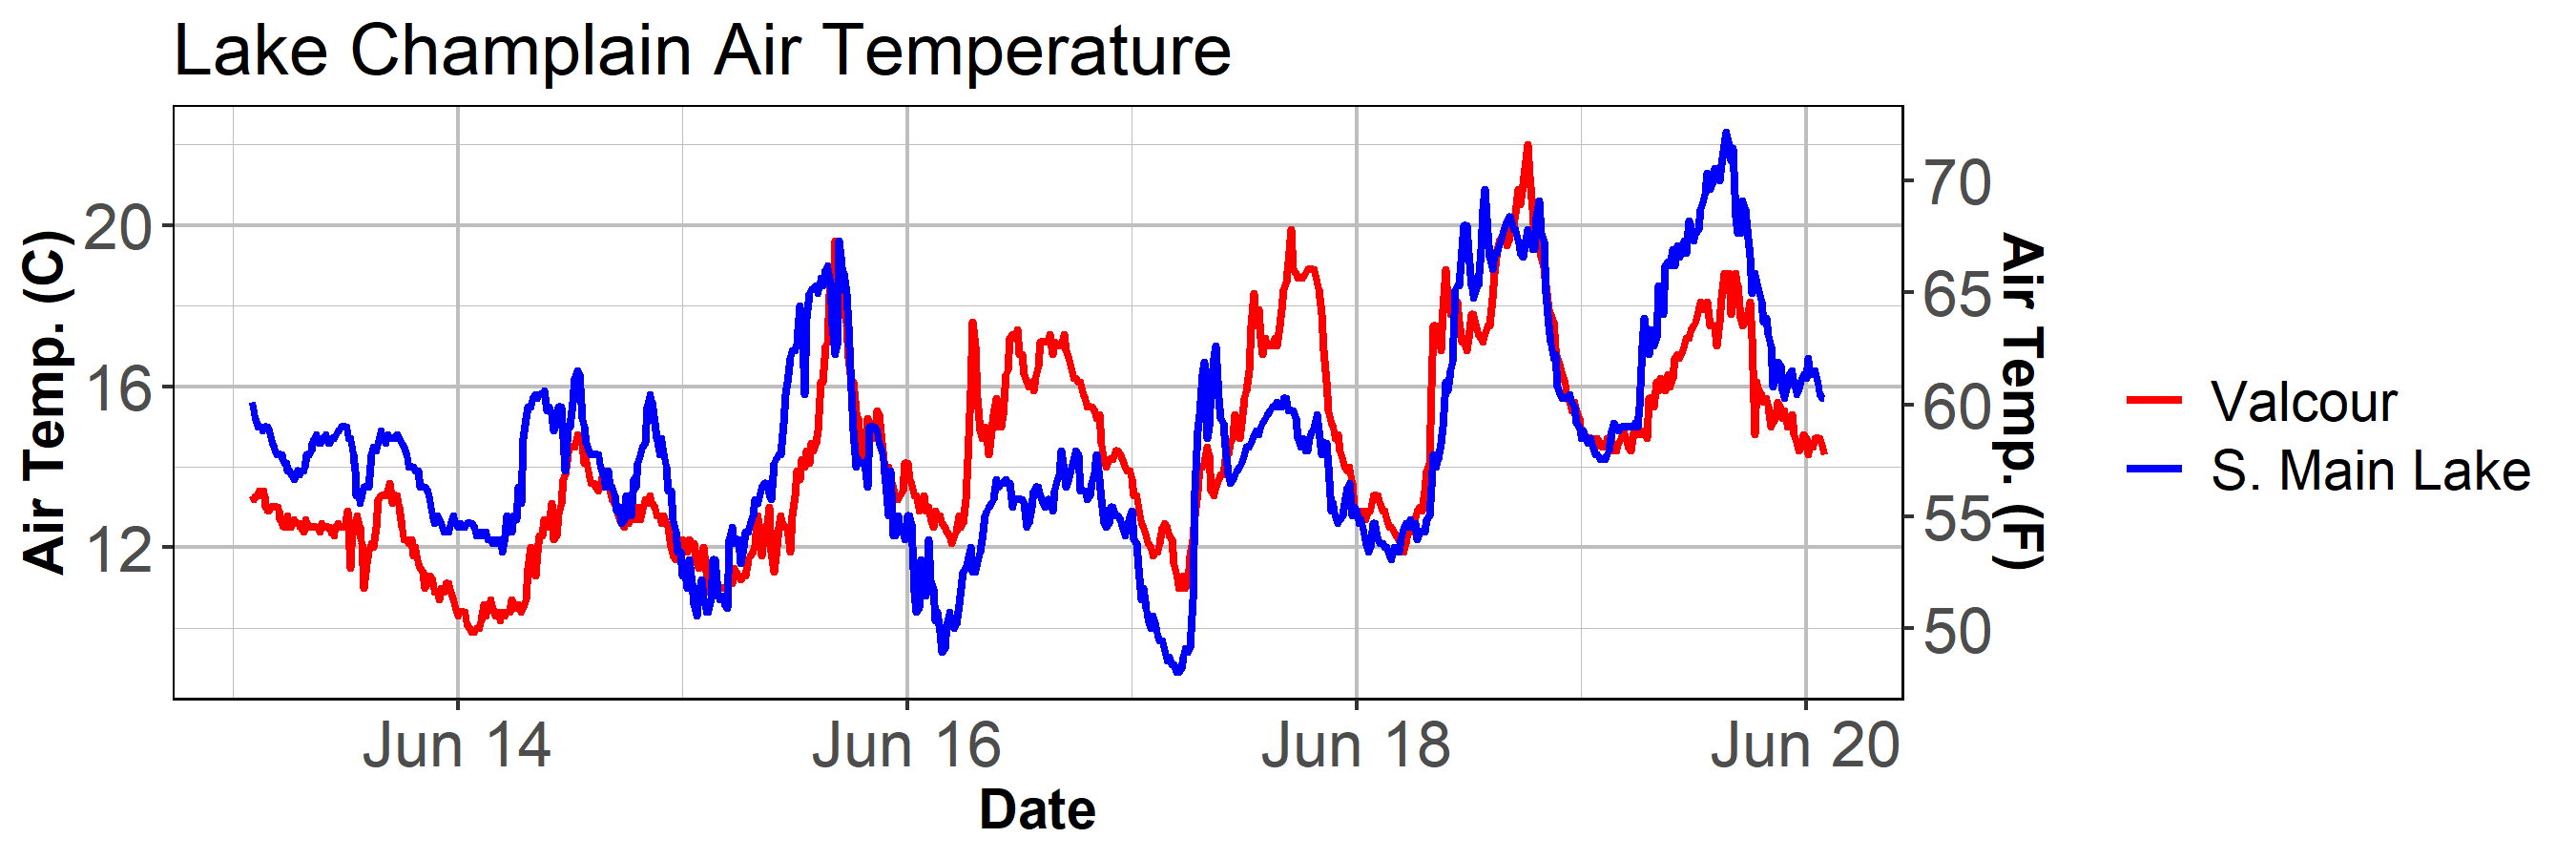 Lake Champlain Air Temperature
Air Temp. (C)
20
16
12
70
65
60
55
50
Air Temp. (F)
Jun 14
Jun 16
Jun 18
Jun 20
Date
Valcour
S. Main Lake